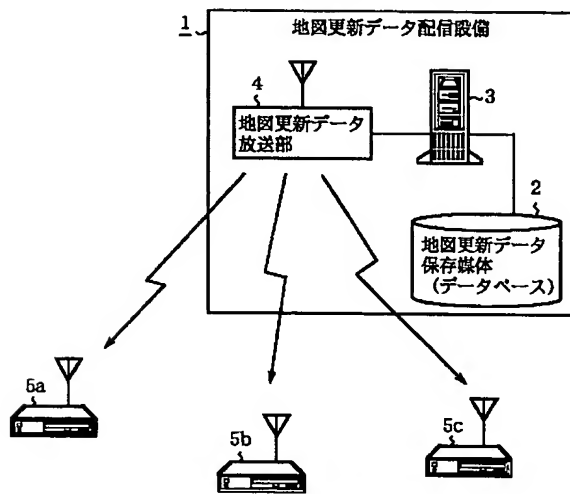 1
地図更新データ配信設備
4
地図更新データ
放送部
3
2
地図更新データ
保存媒体
(データベース)
5a
5b
5c